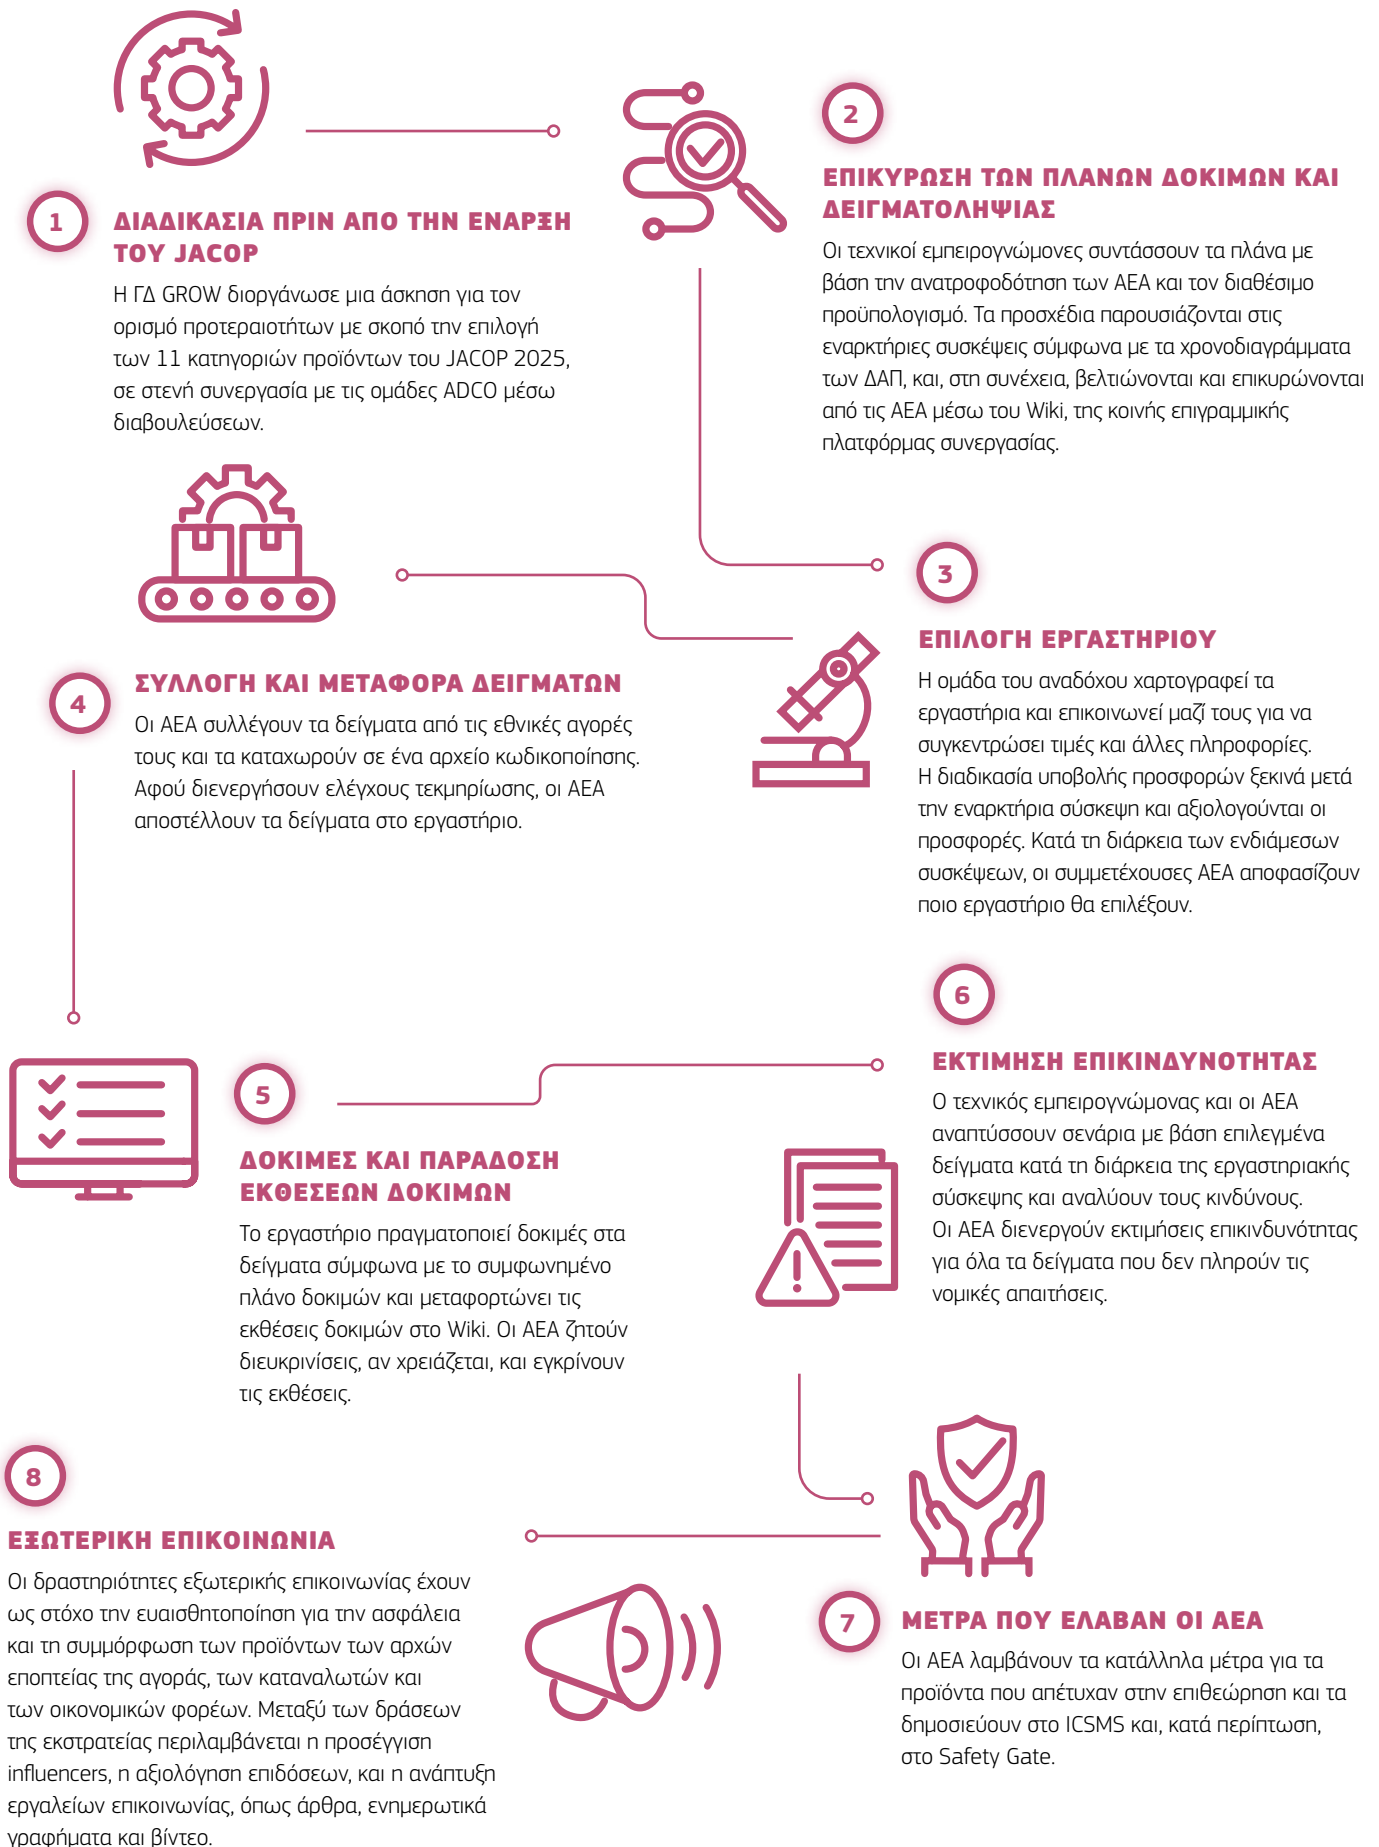 1
ΔΙΑΔΙΚΑΣΙΑ ΠΡΙΝ ΑΠΟ ΤΗΝ ΕΝΑΡΞΗ
ΤΟΥ JACOP
Η ΓΔ GROW διοργάνωσε μια άσκηση για τον
ορισμό προτεραιοτήτων με σκοπό την επιλογή
των 11 κατηγοριών προϊόντων του JACOP 2025,
σε στενή συνεργασία με τις ομάδες ADCO μέσω
διαβουλεύσεων.
2
ΕΠΙΚΥΡΩΣΗ ΤΩΝ ΠΛΑΝΩΝ ΔΟΚΙΜΩΝ ΚΑΙ
ΔΕΙΓΜΑΤΟΛΗΨΙΑΣ
Οι τεχνικοί εμπειρογνώμονες συντάσσουν τα πλάνα με
βάση την ανατροφοδότηση των ΑΕΑ και τον διαθέσιμο
προϋπολογισμό. Τα προσχέδια παρουσιάζονται στις
εναρκτήριες συσκέψεις σύμφωνα με τα χρονοδιαγράμματα
των ΔΑΠ, και, στη συνέχεια, βελτιώνονται και επικυρώνονται
από τις ΑΕΑ μέσω του Wiki, της κοινής επιγραμμικής
πλατφόρμας συνεργασίας.
3
ΕΠΙΛΟΓΗ ΕΡΓΑΣΤΗΡΙΟΥ
Η ομάδα του αναδόχου χαρτογραφεί τα
εργαστήρια και επικοινωνεί μαζί τους για να
συγκεντρώσει τιμές και άλλες πληροφορίες.
Η διαδικασία υποβολής προσφορών ξεκινά μετά
την εναρκτήρια σύσκεψη και αξιολογούνται οι
προσφορές. Κατά τη διάρκεια των ενδιάμεσων
συσκέψεων, οι συμμετέχουσες ΑΕΑ αποφασίζουν
ποιο εργαστήριο θα επιλέξουν.
4
ΣΥΛΛΟΓΗ ΚΑΙ ΜΕΤΑΦΟΡΑ ΔΕΙΓΜΑΤΩΝ
Οι ΑΕΑ συλλέγουν τα δείγματα από τις εθνικές αγορές
τους και τα καταχωρούν σε ένα αρχείο κωδικοποίησης.
Αφού διενεργήσουν ελέγχους τεκμηρίωσης, οι ΑΕΑ
αποστέλλουν τα δείγματα στο εργαστήριο.
5
ΔΟΚΙΜΕΣ ΚΑΙ ΠΑΡΑΔΟΣΗ
ΕΚΘΕΣΕΩΝ ΔΟΚΙΜΩΝ
Το εργαστήριο πραγματοποιεί δοκιμές στα
δείγματα σύμφωνα με το συμφωνημένο
πλάνο δοκιμών και μεταφορτώνει τις
εκθέσεις δοκιμών στο Wiki. Οι ΑΕΑ ζητούν
διευκρινίσεις, αν χρειάζεται, και εγκρίνουν
τις εκθέσεις.
6
ΕΚΤΙΜΗΣΗ ΕΠΙΚΙΝΔΥΝΟΤΗΤΑΣ
Ο τεχνικός εμπειρογνώμονας και οι ΑΕΑ
αναπτύσσουν σενάρια με βάση επιλεγμένα
δείγματα κατά τη διάρκεια της εργαστηριακής
σύσκεψης και αναλύουν τους κινδύνους.
Οι ΑΕΑ διενεργούν εκτιμήσεις επικινδυνότητας
για όλα τα δείγματα που δεν πληρούν τις
νομικές απαιτήσεις.
7
ΜΕΤΡΑ ΠΟΥ ΕΛΑΒΑΝ ΟΙ ΑΕΑ
Οι ΑΕΑ λαμβάνουν τα κατάλληλα μέτρα για τα
προϊόντα που απέτυχαν στην επιθεώρηση και τα
δημοσιεύουν στο ICSMS και, κατά περίπτωση,
στο Safety Gate.
8
ΕΞΩΤΕΡΙΚΗ ΕΠΙΚΟΙΝΩΝΙΑ
Οι δραστηριότητες εξωτερικής επικοινωνίας έχουν
ως στόχο την ευαισθητοποίηση για την ασφάλεια
και τη συμμόρφωση των προϊόντων των αρχών
εποπτείας της αγοράς, των καταναλωτών και
των οικονομικών φορέων. Μεταξύ των δράσεων
της εκστρατείας περιλαμβάνεται η προσέγγιση
influencers, η αξιολόγηση επιδόσεων, και η ανάπτυξη
εργαλείων επικοινωνίας, όπως άρθρα, ενημερωτικά
γραφήματα και βίντεο.